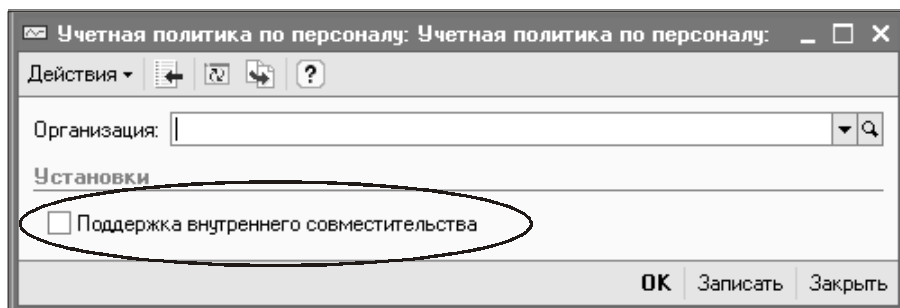 Учетная политика по персоналу: Учетная политика по персоналу:
Действия
Организация:
Установки
Поддержка внутреннего совместительства
OK Записать Закрыть